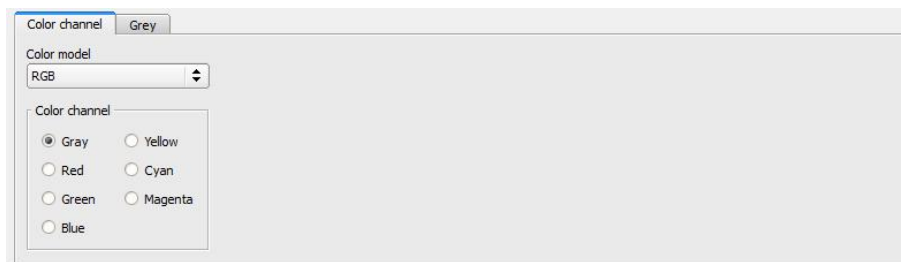 Color channel Grey
Color model
RGB
Color channel
Gray Yellow
Red Cyan
Green Magenta
Blue